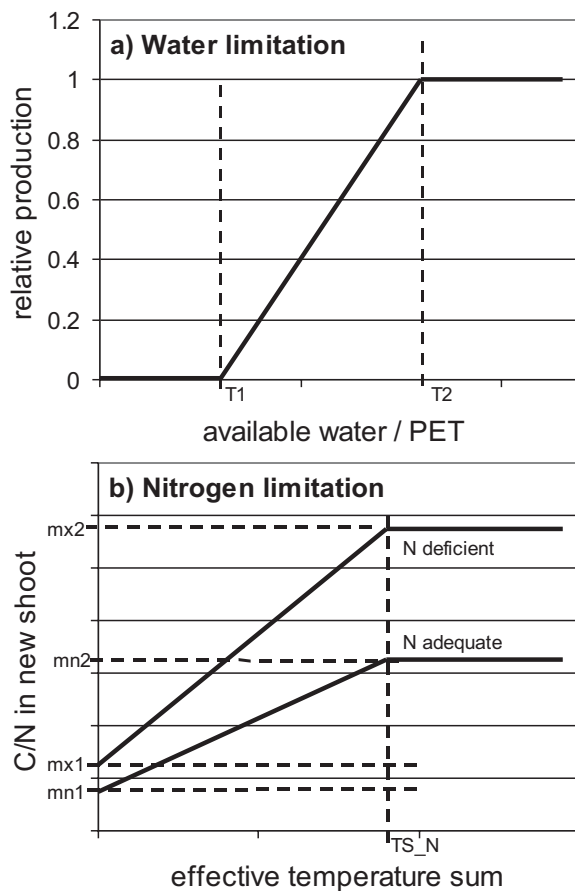 1.2
a) Water limitation
1
0.8
0.6
0.4
0.2
0
relative production
T1
T2
available water / PET
b) Nitrogen limitation
mx2
N deficient
N adequate
mn2
C/N in new shoot
mx1
mn1
TS_N
effective temperature sum